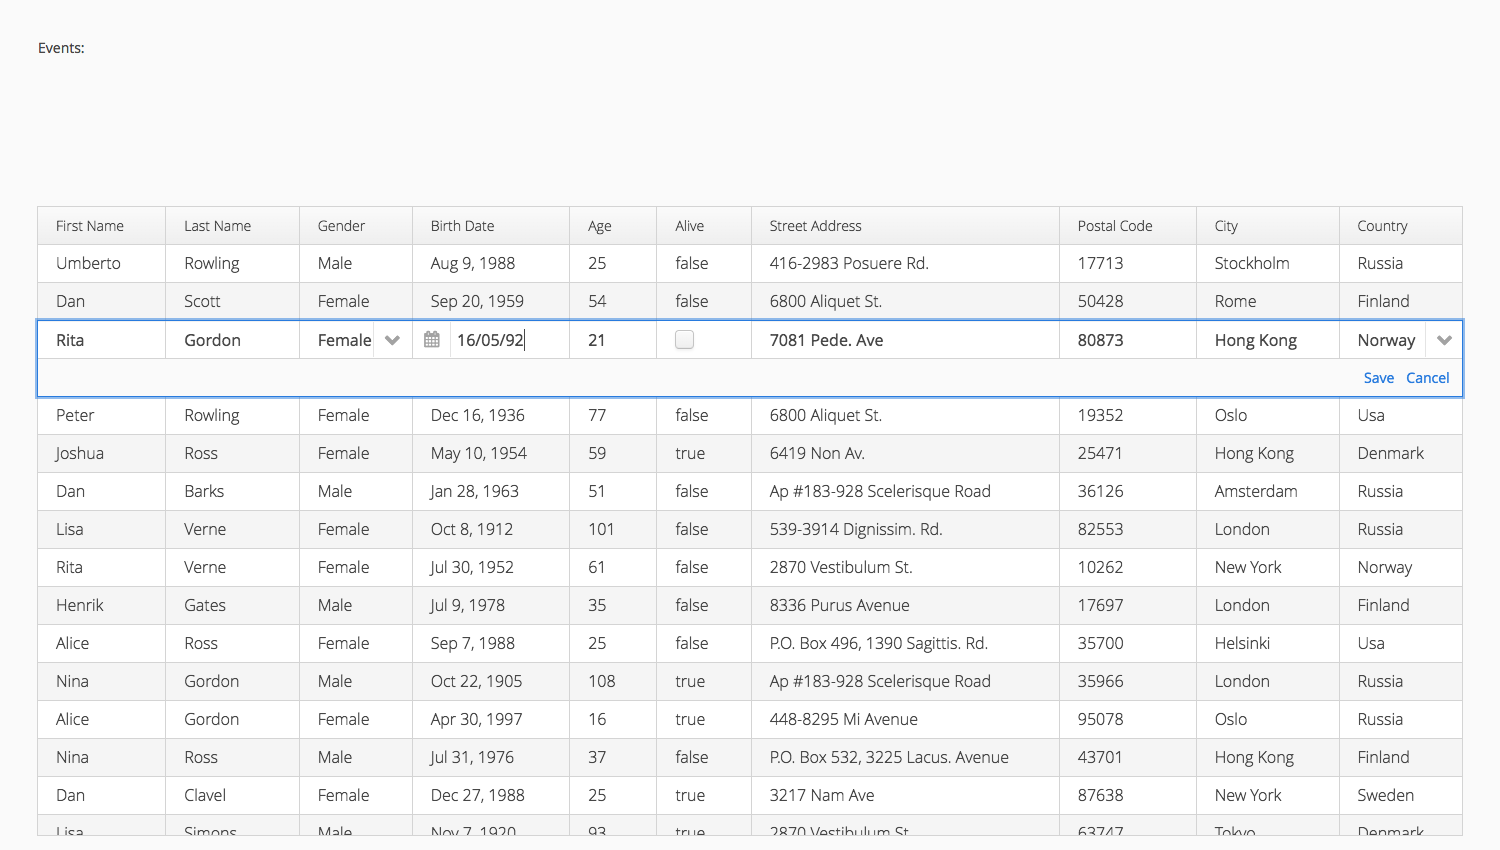 Events:
First Name Last Name Gender Birth Date Age Alive Street Address Postal Code City Country
Umberto Rowling Male Aug 9, 1988 25 false 416-2983 Posuere Rd. 17713 Stockholm Russia
Dan Scott Female Sep 20, 1959 54 false 6800 Aliquet St. 50428 Rome Finland
Rita Gordon Female 16/05/92 21 7081 Pede. Ave 80873 Hong Kong Norway
Save Cancel
Peter Rowling Female Dec 16, 1936 77 false 6800 Aliquet St. 19352 Oslo Usa
Joshua Ross Female May 10, 1954 59 true 6419 Non Av. 25471 Hong Kong Denmark
Dan Barks Male Jan 28, 1963 51 false Ap #183-928 Scelerisque Road 36126 Amsterdam Russia
Lisa Verne Female Oct 8, 1912 101 false 539-3914 Dignissim. Rd. 82553 London Russia
Rita Verne Female Jul 30, 1952 61 false 2870 Vestibulum St. 10262 New York Norway
Henrik Gates Male Jul 9, 1978 35 false 8336 Purus Avenue 17697 London Finland
Alice Ross Female Sep 7, 1988 25 false P.O. Box 496, 1390 Sagittis. Rd. 35700 Helsinki Usa
Nina Gordon Male Oct 22, 1905 108 true Ap #183-928 Scelerisque Road 35966 London Russia
Alice Gordon Female Apr 30, 1997 16 true 448-8295 Mi Avenue 95078 Oslo Russia
Nina Ross Male Jul 31, 1976 37 false P.O. Box 532, 3225 Lacus. Avenue 43701 Hong Kong Finland
Dan Clavel Female Dec 27, 1988 25 true 3217 Nam Ave 87638 New York Sweden
Lisa Simons Male Nov 7, 1920 93 true 2870 Vestibulum St. 63747 Tokyo Denmark